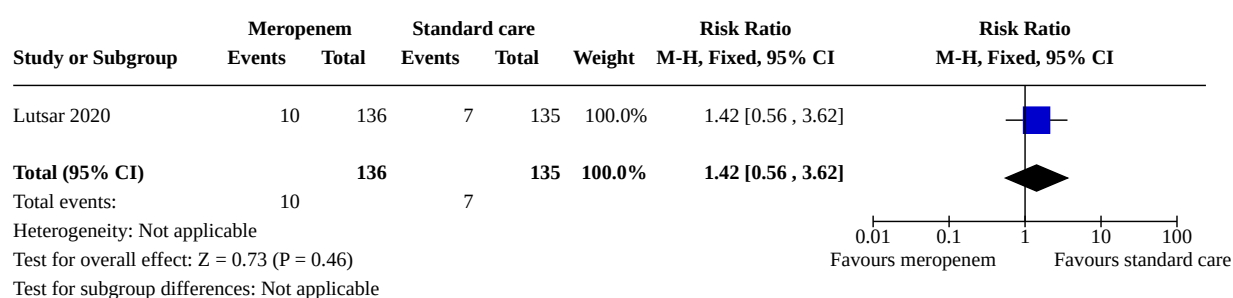 Meropenem Standard care Risk Ratio Risk Ratio
Study or Subgroup Events Total Events Total Weight M-H, Fixed, 95% CI M-H, Fixed, 95% CI
Lutsar 2020 10 136 7 135 100.0% 1.42 [0.56 , 3.62]
Total (95% CI) 136 135 100.0% 1.42 [0.56 , 3.62]
Total events: 10 7
Heterogeneity: Not applicable 0.01 0.1 1 10 100
Test for overall effect: Z = 0.73 (P = 0.46) Favours meropenem Favours standard care
Test for subgroup differences: Not applicable